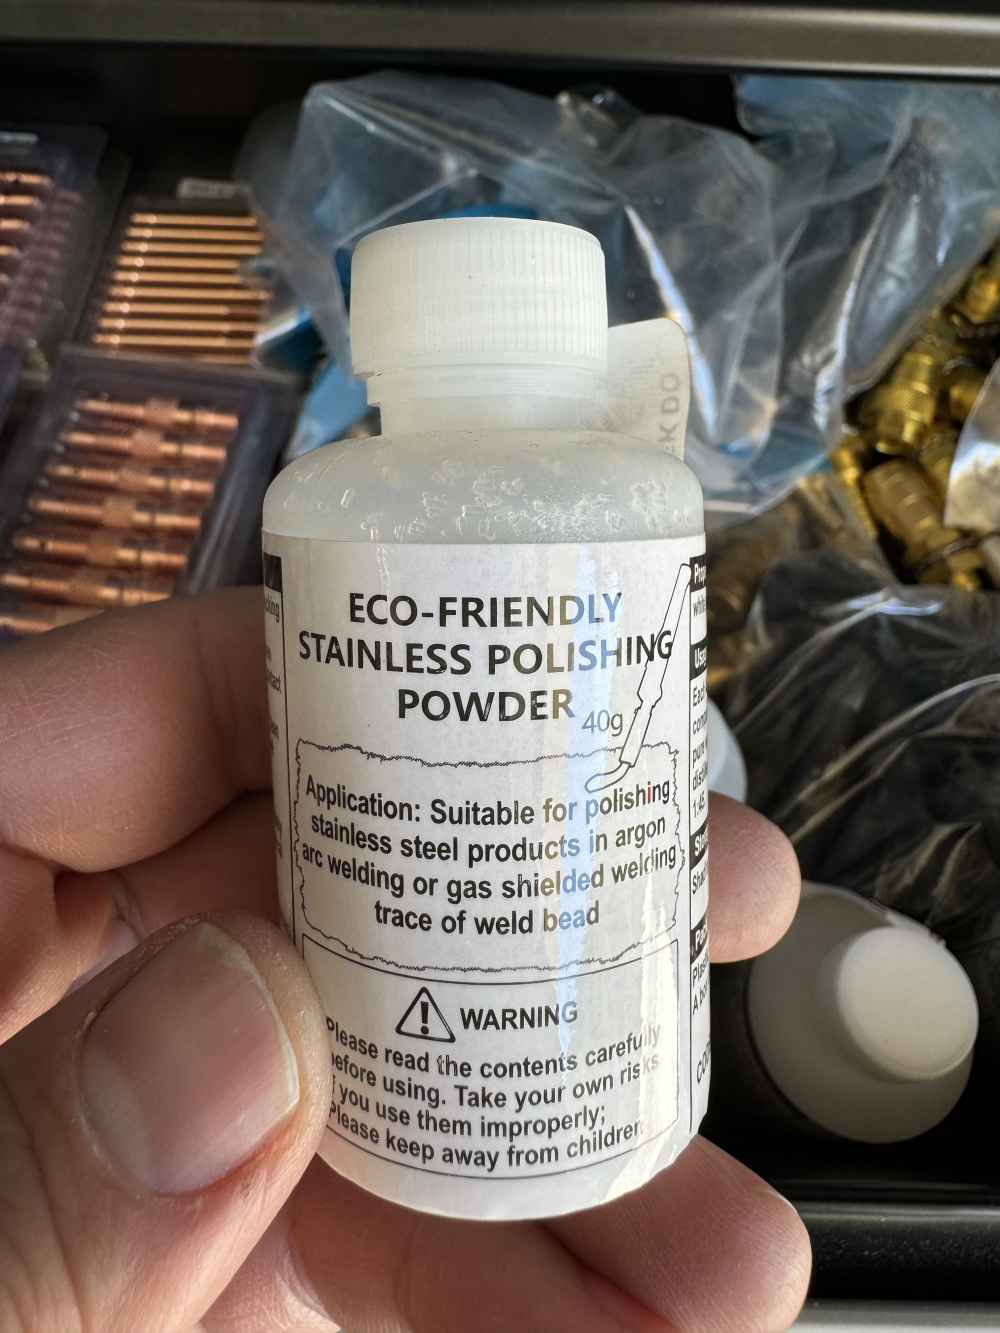 ECO-FRIENDLY
STAINLESS POLISHING
POWDER 40g
Application: Suitable for polishing
stainless steel products in argon
arc welding or gas shielded welding
trace of weld bead
WARNING
Please read the contents carefully
before using. Take your own risks
if you use them improperly;
Please keep away from children